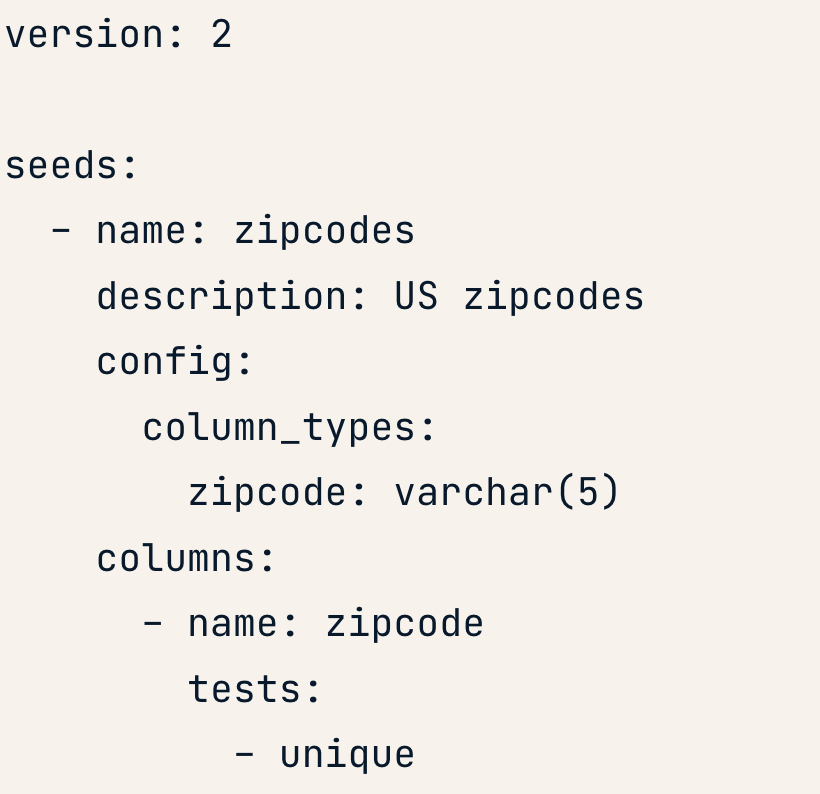 version: 2

seeds:
  - name: zipcodes
    description: US zipcodes
    config:
      column_types:
        zipcode: varchar(5)
    columns:
      - name: zipcode
        tests:
          - unique